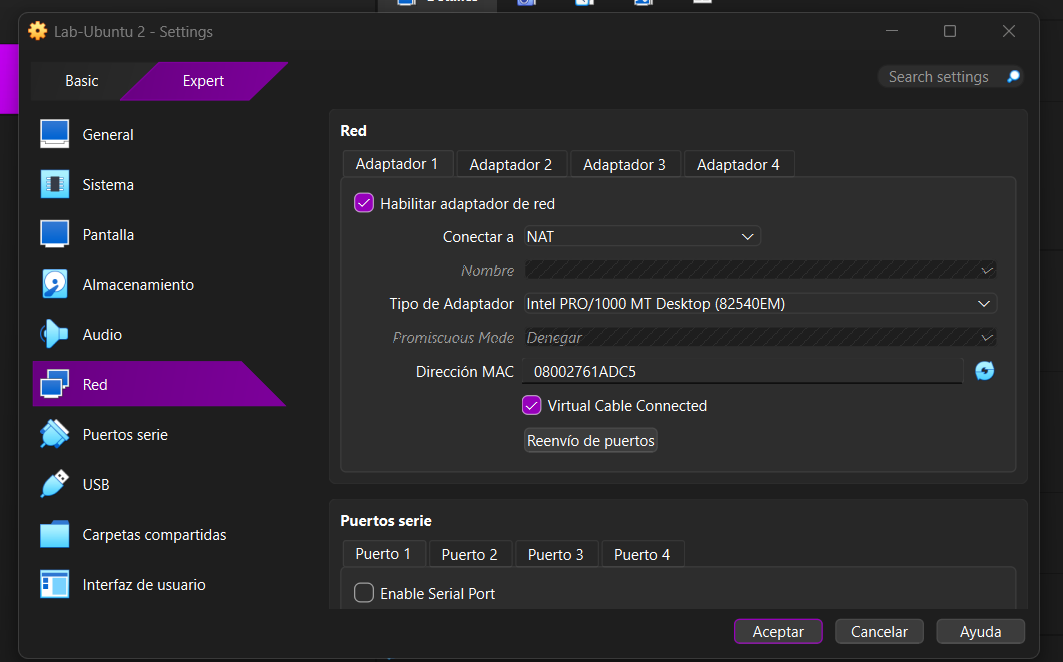 Lab-Ubuntu 2 - Settings
Basic
Expert
Search settings
General
Sistema
Pantalla
Almacenamiento
Audio
Red
Puertos serie
USB
Carpetas compartidas
Interfaz de usuario
Red
Adaptador 1
Adaptador 2
Adaptador 3
Adaptador 4
Habilitar adaptador de red
Conectar a NAT
Nombre
Tipo de Adaptador Intel PRO/1000 MT Desktop (82540EM)
Promiscuous Mode Denegar
Dirección MAC 08002761ADC5
Virtual Cable Connected
Reenvío de puertos
Puertos serie
Puerto 1
Puerto 2
Puerto 3
Puerto 4
Enable Serial Port
Aceptar
Cancelar
Ayuda